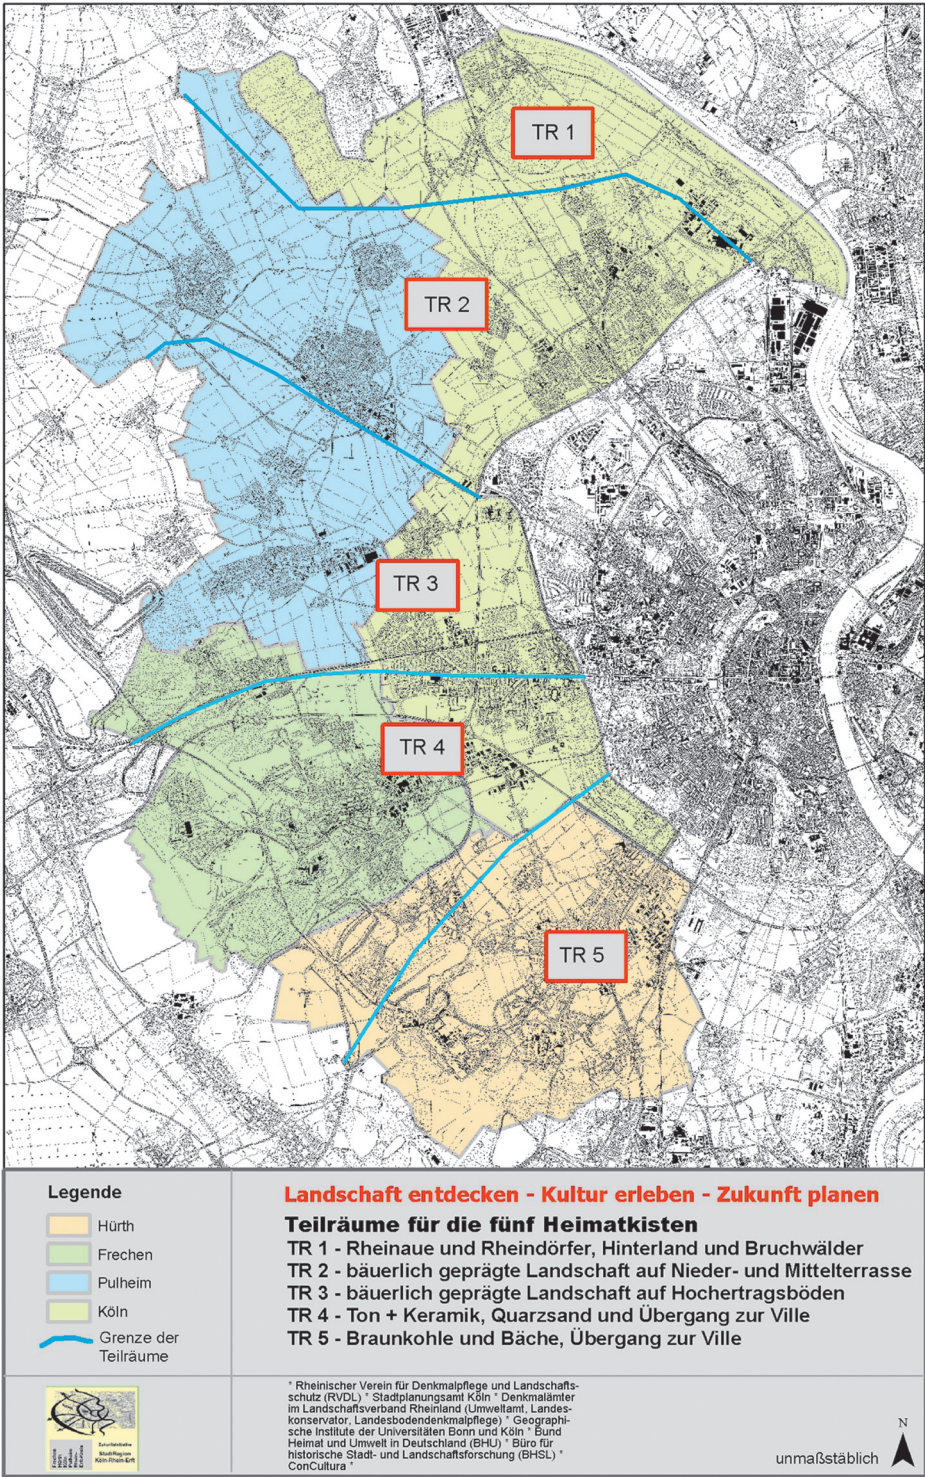 TR 1
TR 2
TR 3
TR 4
TR 5
Legende
Hürth
Frechen
Pulheim
Köln
Grenze der
Teilräume
Landschaft entdecken - Kultur erleben - Zukunft planen
Teilräume für die fünf Heimatkisten
TR 1 - Rheinaue und Rheindörfer, Hinterland und Bruchwälder
TR 2 - bäuerlich geprägte Landschaft auf Nieder- und Mittelterrasse
TR 3 - bäuerlich geprägte Landschaft auf Hochertragsböden
TR 4 - Ton + Keramik, Quarzsand und Übergang zur Ville
TR 5 - Braunkohle und Bäche, Übergang zur Ville
StadtRegion
Köln-Rhein-Erft
* Rheinischer Verein für Denkmalpflege und Landschafts-
schutz (RVDL) * Stadtplanungsamt Köln * Denkmalämter
im Landschaftsverband Rheinland (Umweltamt, Landes-
konservator, Landesbodendenkmalpflege) * Geographi-
sche Institute der Universitäten Bonn und Köln * Bund
Heimat und Umwelt in Deutschland (BHU) * Büro für
historische Stadt- und Landschaftsforschung (BHSL) *
ConCultura *
N
unmaßstäblich